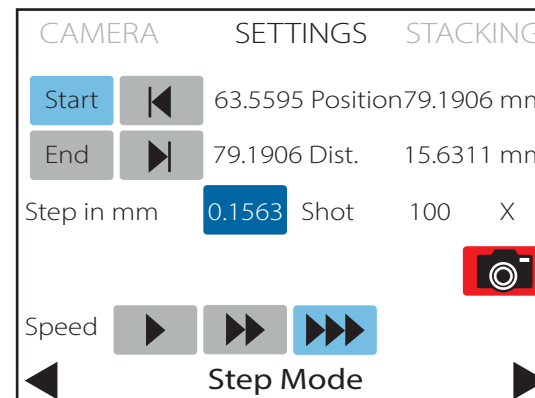 CAMERA SETTINGS STACKING
Start 63.5595 Position 79.1906 mm
End 79.1906 Dist. 15.6311 mm
Step in mm 0.1563 Shot 100 X
Speed
Step Mode